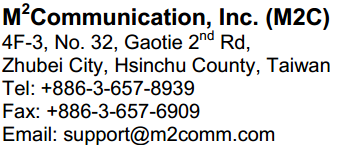 M²Communication, Inc. (M2C)
4F-3, No. 32, Gaotie 2nd Rd,
Zhubei City, Hsinchu County, Taiwan
Tel: +886-3-657-8939
Fax: +886-3-657-6909
Email: support@m2comm.com